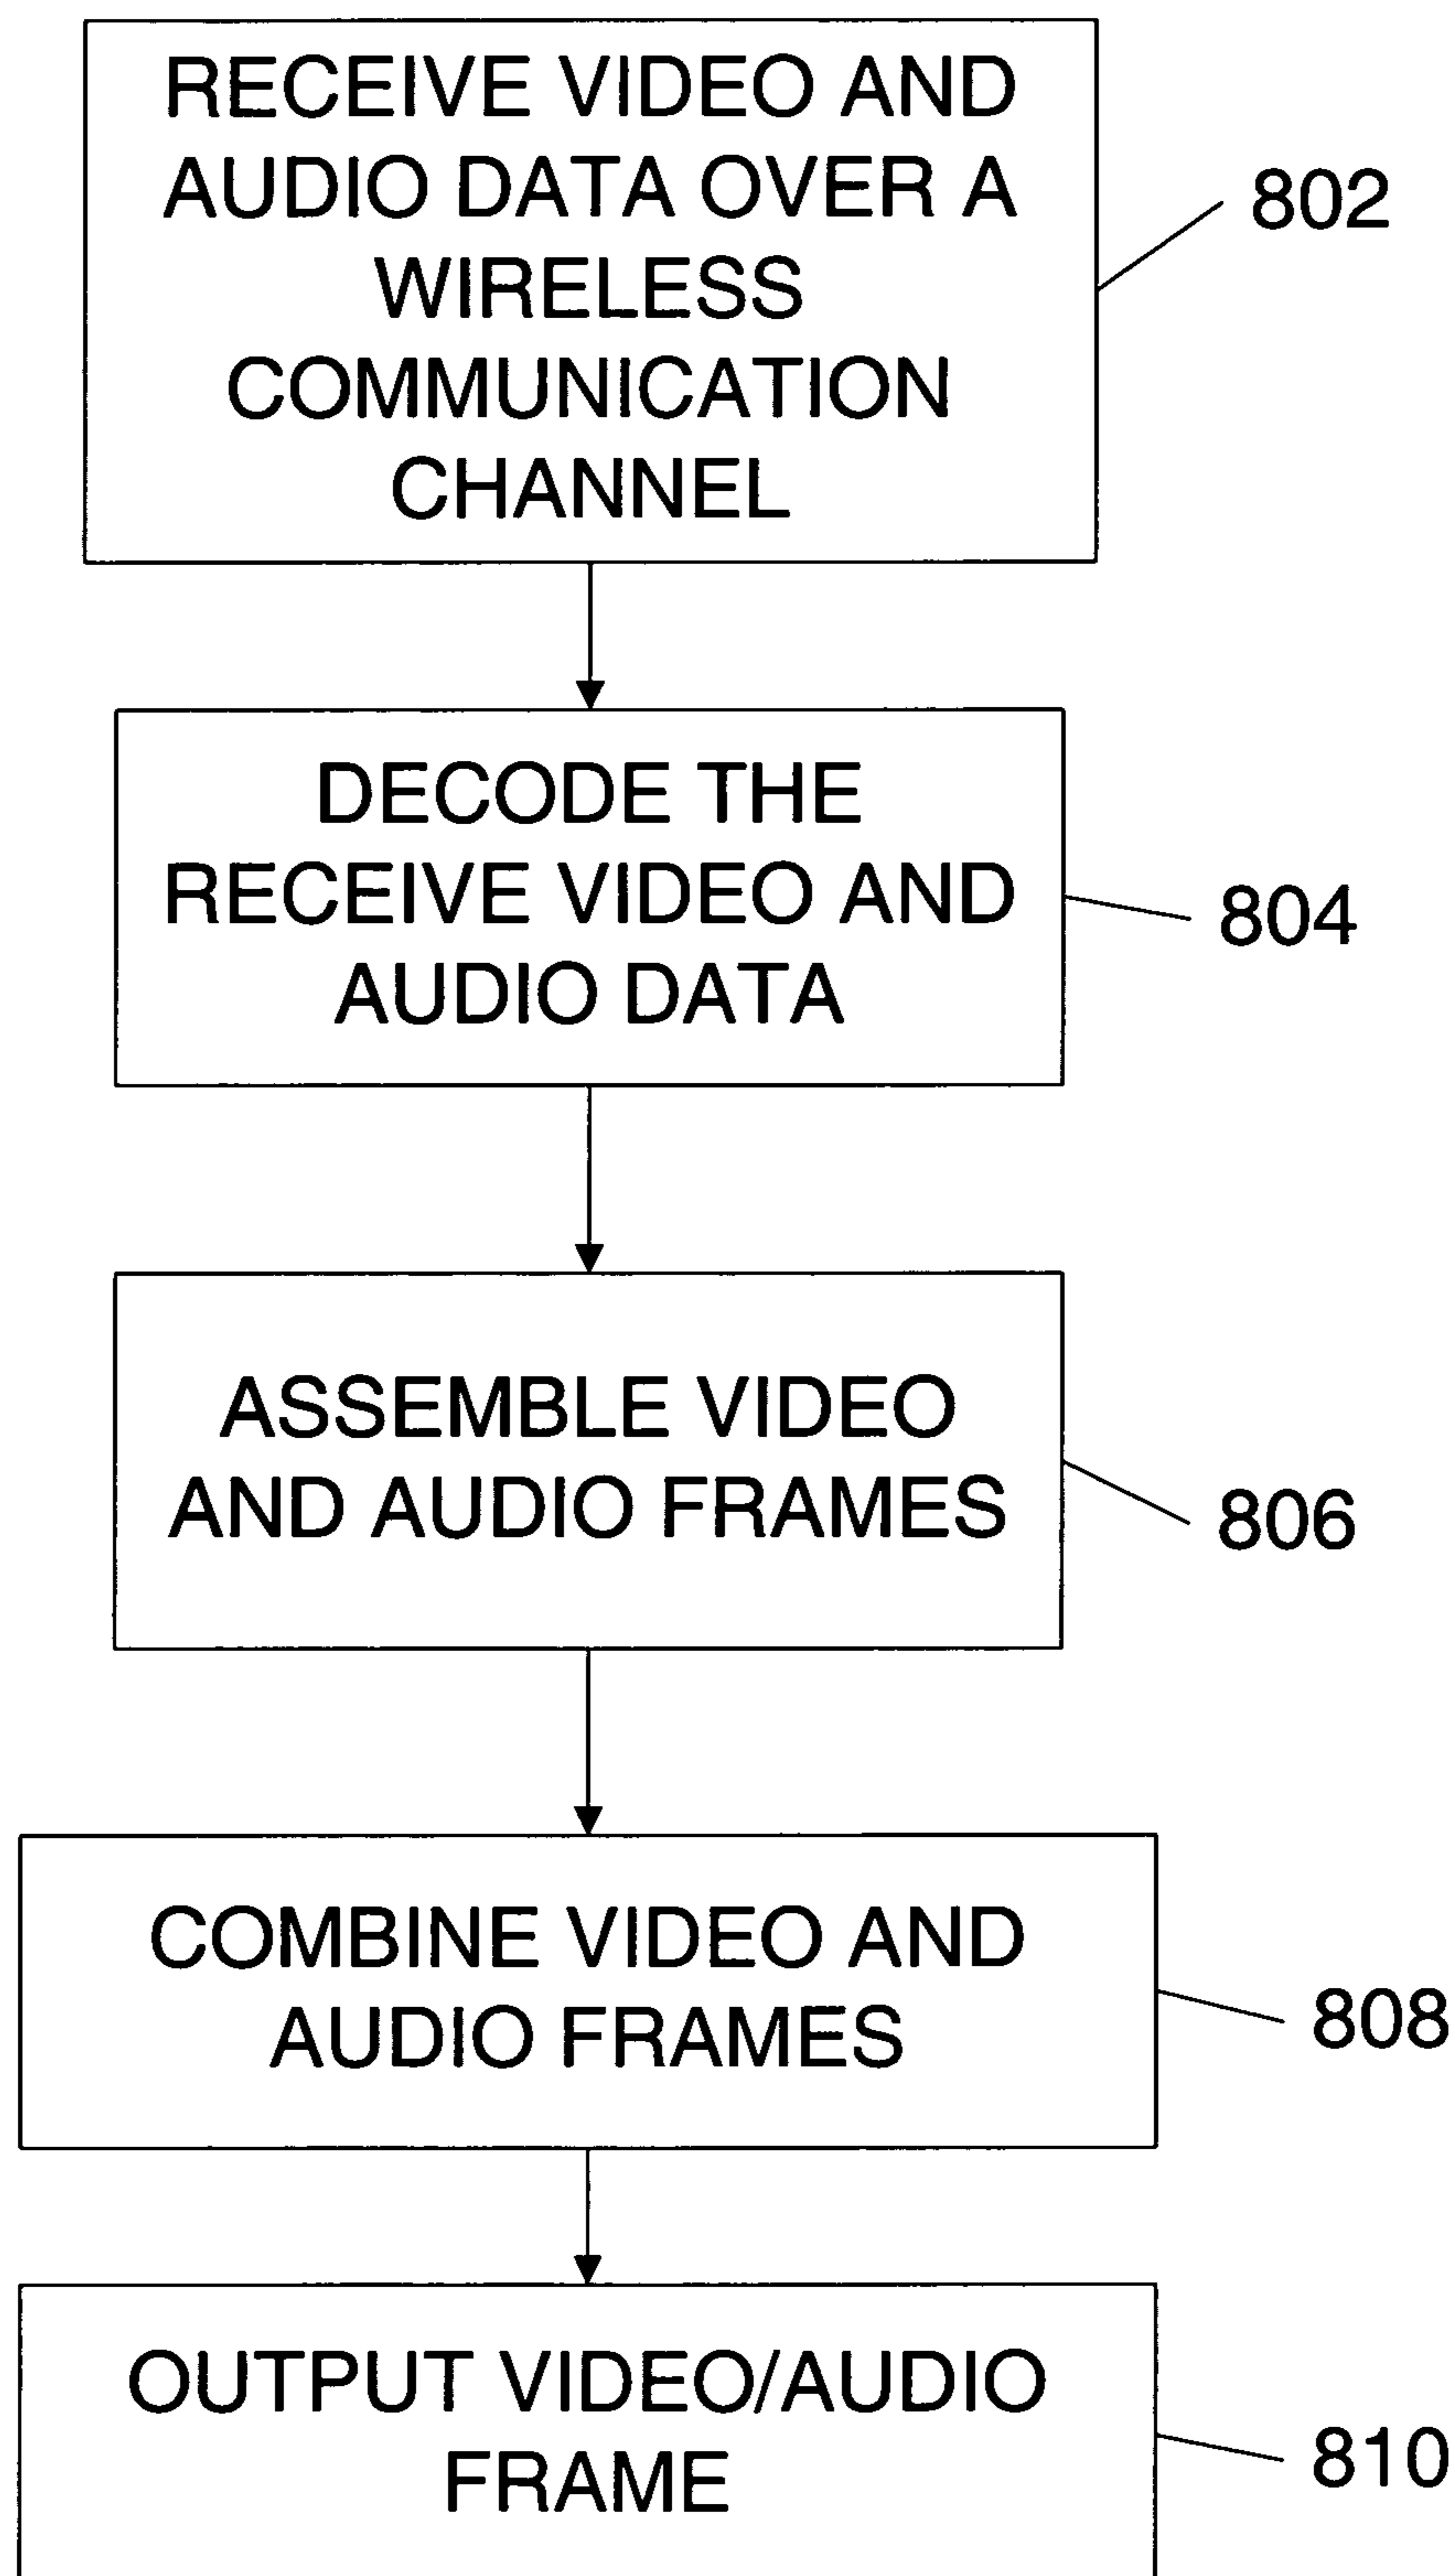 RECEIVE VIDEO AND
AUDIO DATA OVER A
WIRELESS
COMMUNICATION
CHANNEL
802
DECODE THE
RECEIVE VIDEO AND
AUDIO DATA
804
ASSEMBLE VIDEO
AND AUDIO FRAMES
806
COMBINE VIDEO AND
AUDIO FRAMES
808
OUTPUT VIDEO/AUDIO
FRAME
810